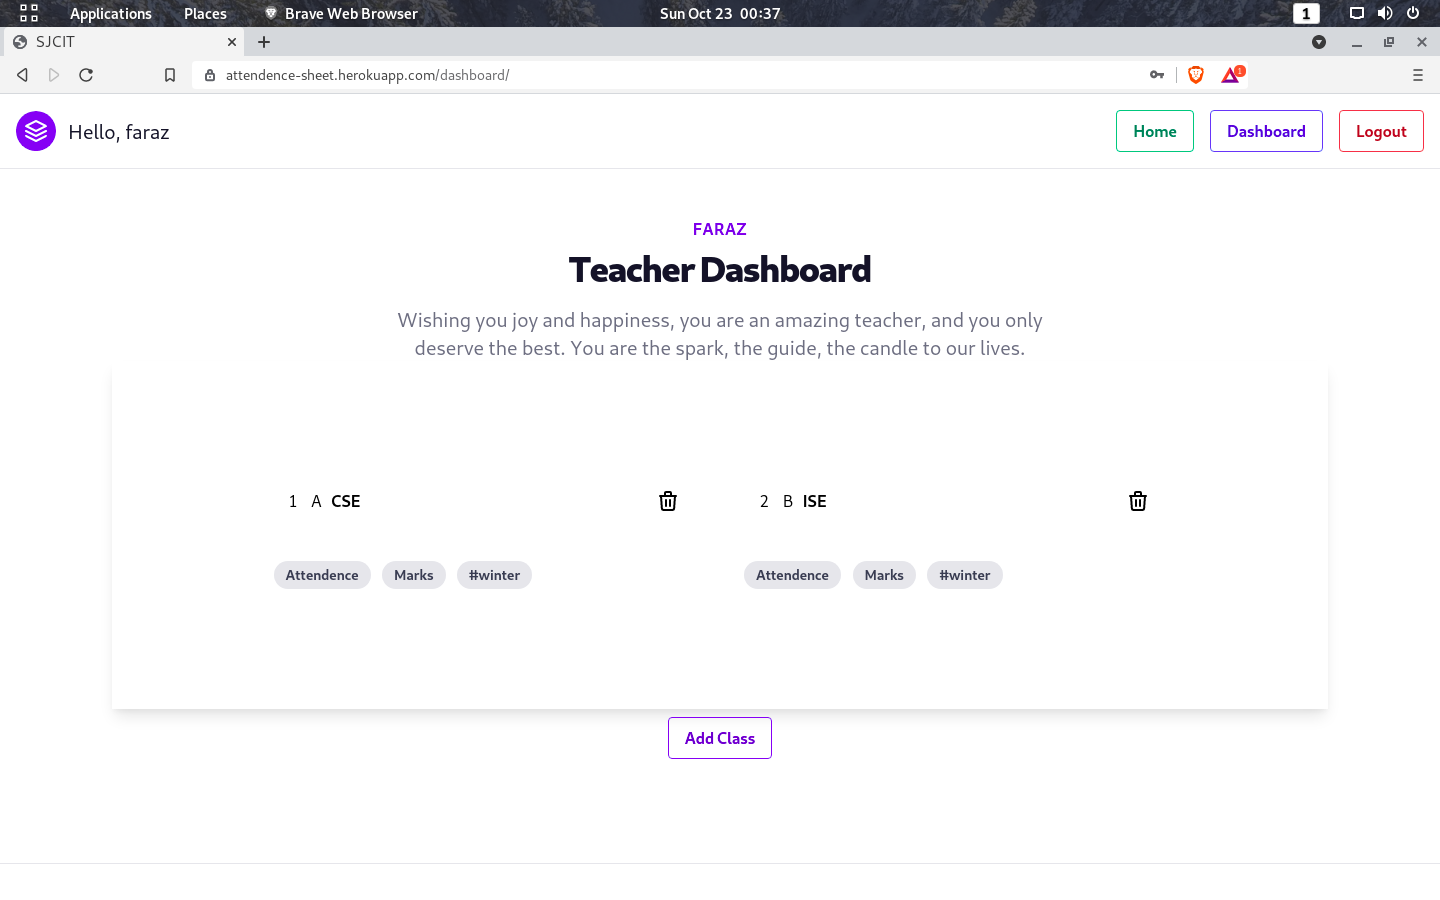 Applications Places Brave Web Browser Sun Oct 23 00:37 1
SJCIT
attendence-sheet.herokuapp.com/dashboard/ 1
Hello, faraz Home Dashboard Logout
FARAZ
Teacher Dashboard
Wishing you joy and happiness, you are an amazing teacher, and you only
deserve the best. You are the spark, the guide, the candle to our lives.
1 A CSE 2 B ISE
Attendence Marks #winter Attendence Marks #winter
Add Class